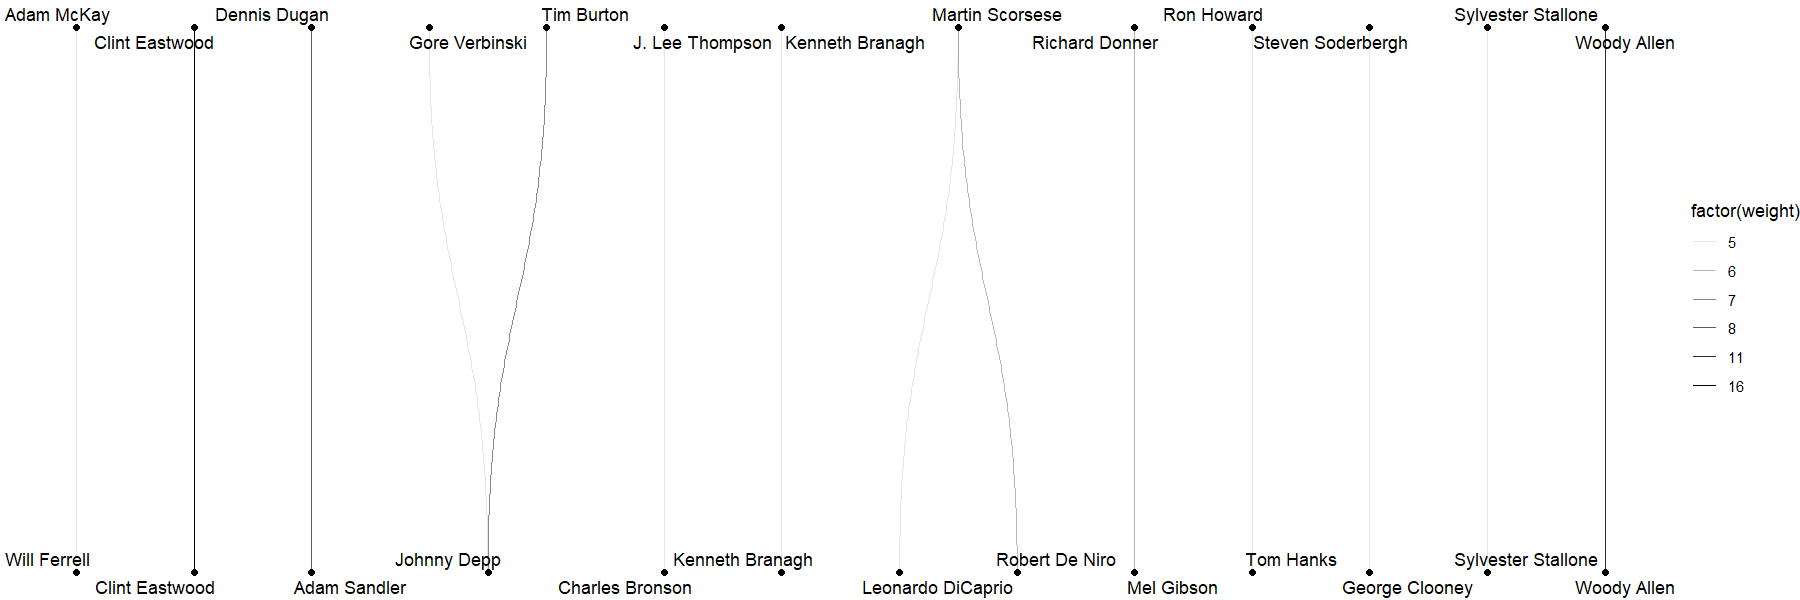 Adam McKay
Dennis Dugan
Tim Burton
Martin Scorsese
Ron Howard
Sylvester Stallone
Clint Eastwood
Gore Verbinski
J. Lee Thompson
Kenneth Branagh
Richard Donner
Steven Soderbergh
Woody Allen
factor(weight)
5
6
7
8
11
16
Will Ferrell
Johnny Depp
Kenneth Branagh
Robert De Niro
Tom Hanks
Sylvester Stallone
Clint Eastwood
Adam Sandler
Charles Bronson
Leonardo DiCaprio
Mel Gibson
George Clooney
Woody Allen